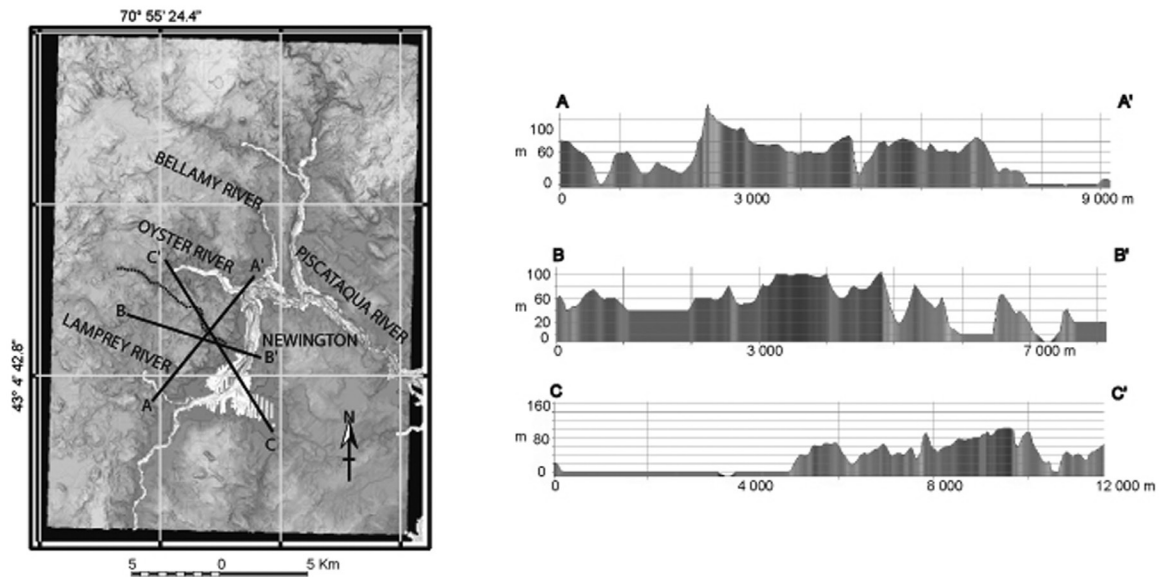 70° 55' 24.4"
43° 4' 42.8"
BELLAMY RIVER
OYSTER RIVER
PISCATAQUA RIVER
LAMPREY RIVER
NEWINGTON
C'
A'
B
B'
A
C
N
5 0 5 Km
A A'
100
m 60
0
0 3 000 9 000 m
B B'
100
60
m 20
0
0 3 000 7 000 m
C C'
160
m 80
0
0 4 000 8 000 12 000 m